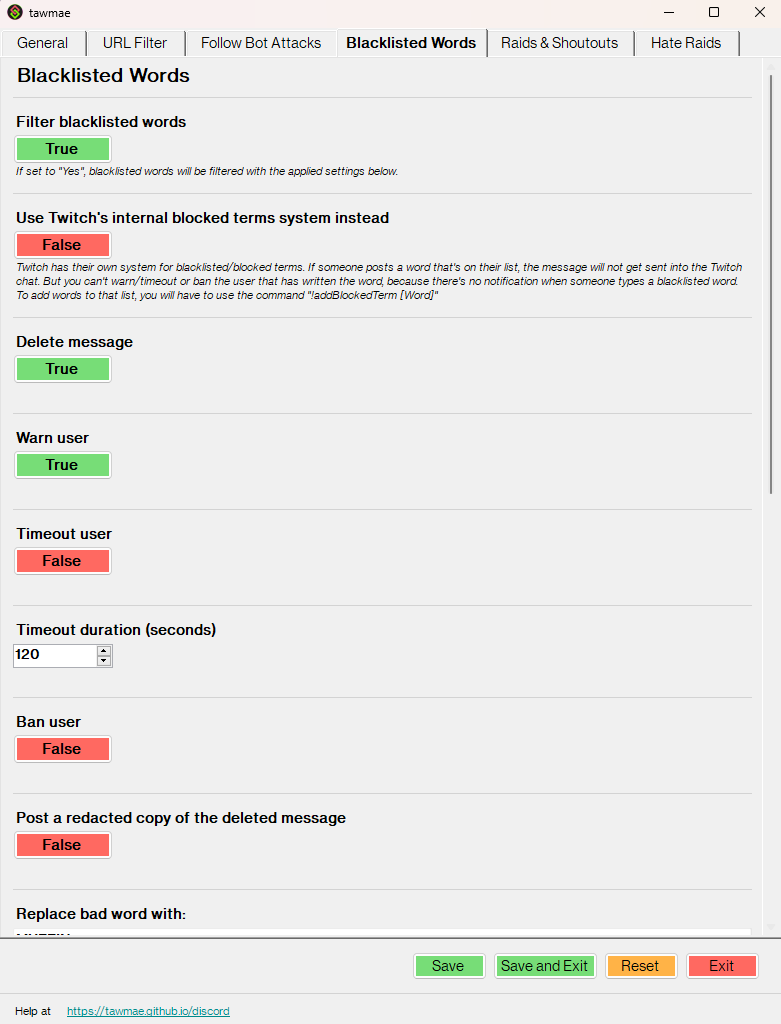 tawmae
General
URL Filter
Follow Bot Attacks
Blacklisted Words
Raids & Shoutouts
Hate Raids
Blacklisted Words
Filter blacklisted words
True
If set to "Yes", blacklisted words will be filtered with the applied settings below.
Use Twitch's internal blocked terms system instead
False
Twitch has their own system for blacklisted/blocked terms. If someone posts a word that's on their list, the message will not get sent into the Twitch
chat. But you can't warn/timeout or ban the user that has written the word, because there's no notification when someone types a blacklisted word.
To add words to that list, you will have to use the command "!addBlockedTerm [Word]"
Delete message
True
Warn user
True
Timeout user
False
Timeout duration (seconds)
120
Ban user
False
Post a redacted copy of the deleted message
False
Replace bad word with:
Save
Save and Exit
Reset
Exit
Help at
https://tawmae.github.io/discord